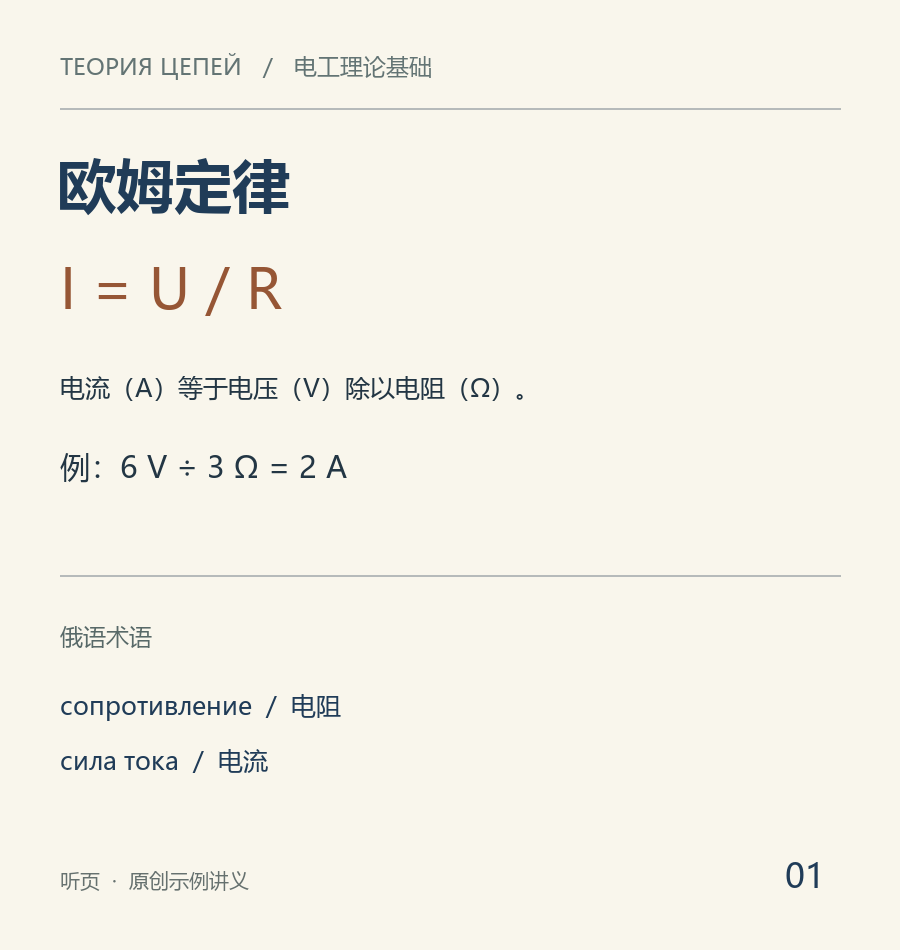 ТЕОРИЯ ЦЕПЕЙ / 电工理论基础
欧姆定律
I = U / R
电流（A）等于电压（V）除以电阻（Ω）。
例：6 V ÷ 3 Ω = 2 A
俄语术语
сопротивление / 电阻
сила тока / 电流
听页 · 原创示例讲义
01